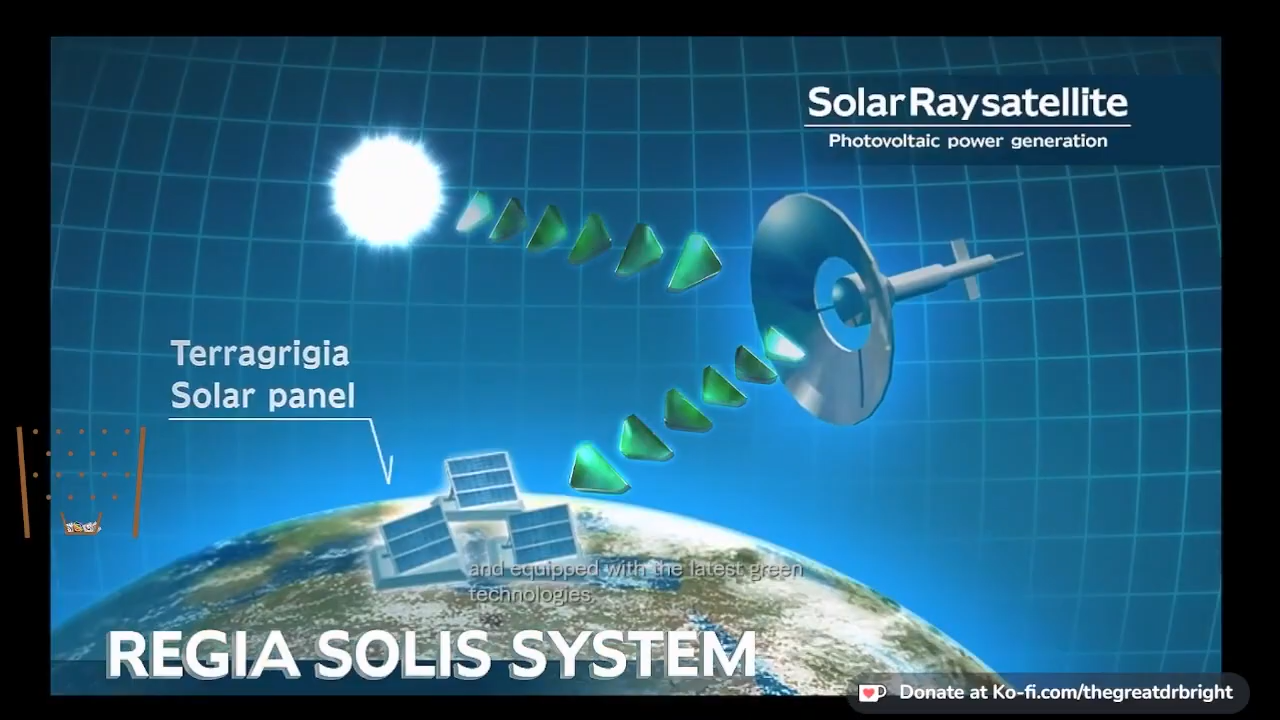 SolarRaysatellite
Photovoltaic power generation
Terragrigia
Solar panel
and equipped with the latest green
technologies.
REGIA SOLIS SYSTEM
Donate at Ko-fi.com/thegreatdrbright